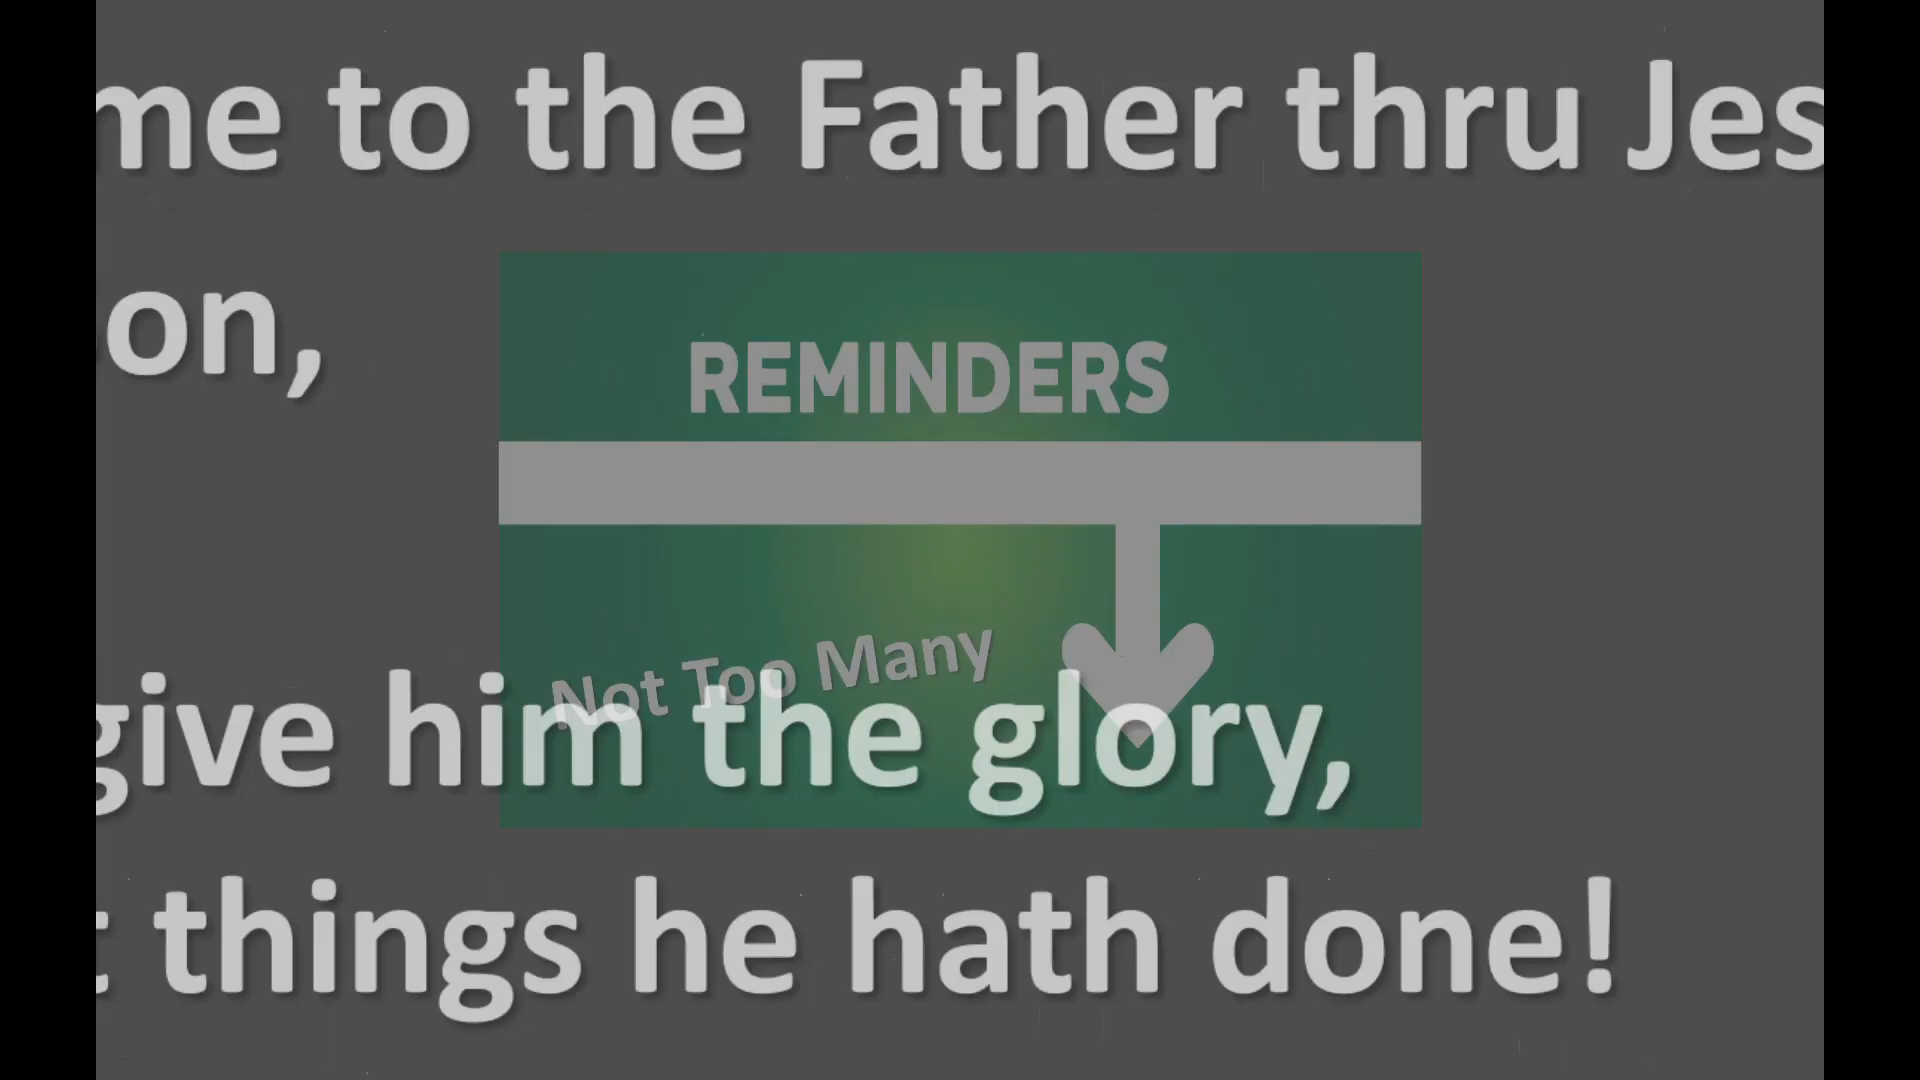 me to the Father thru Jes
on,
REMINDERS
Not Too Many
give him the glory,
things he hath done!